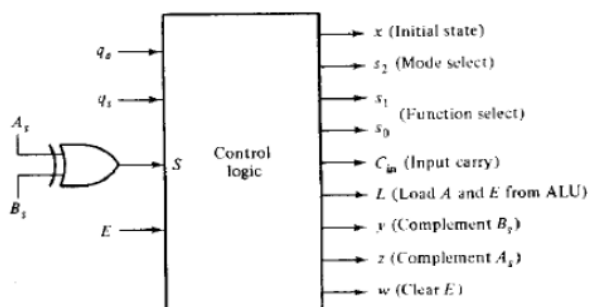 x (Initial state)
q_a
s_2 (Mode select)
q_s
s_1
(Function select)
s_0
A_s
S
Control
logic
C_in (Input carry)
L (Load A and E from ALU)
B_s
E
y (Complement B_s)
z (Complement A_s)
w (Clear E)